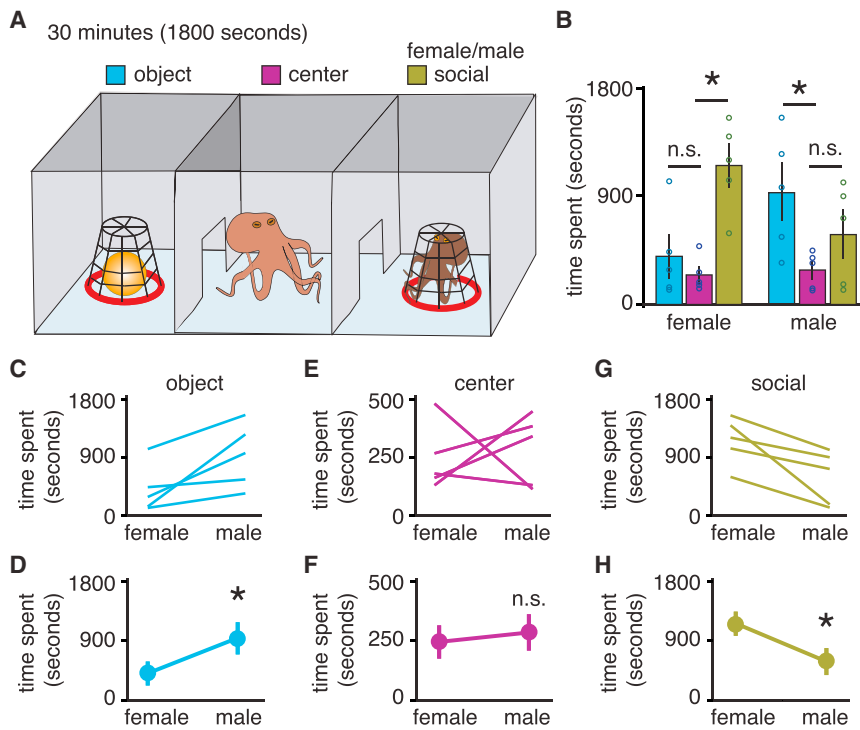 A
30 minutes (1800 seconds)
object
center
female/male
social
B
time spent (seconds)
1800
900
0
n.s.
*
*
n.s.
female
male
C
object
time spent
(seconds)
1800
900
0
female
male
E
center
time spent
(seconds)
500
250
0
female
male
G
social
time spent
(seconds)
1800
900
0
female
male
D
time spent
(seconds)
1800
900
0
*
female
male
F
time spent
(seconds)
500
250
0
n.s.
female
male
H
time spent
(seconds)
1800
900
0
*
female
male